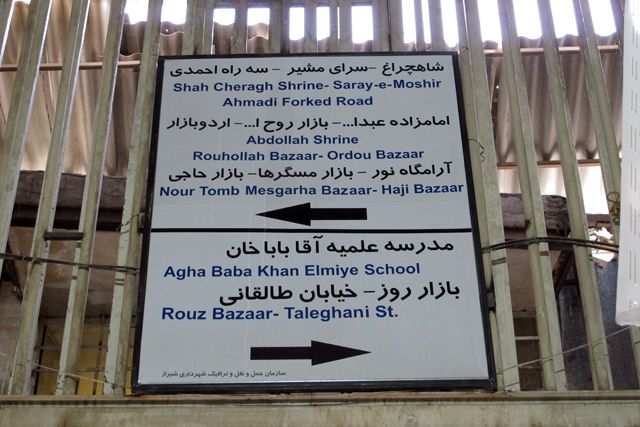 شاهچراغ - سرای مشیر - سه راه احمدی
Shah Cheragh Shrine- Saray-e-Moshir
Ahmadi Forked Road
امامزاده عبدا... - بازار روح ا... - اردوبازار
Abdollah Shrine
Rouhollah Bazaar- Ordou Bazaar
آرامگاه نور - بازار مسگرها - بازار حاجی
Nour Tomb Mesgarha Bazaar- Haji Bazaar
مدرسه علمیه آقا باباخان
Agha Baba Khan Elmiye School
بازار روز - خیابان طالقانی
Rouz Bazaar- Taleghani St.
سازمان حمل و نقل و ترافیک شهرداری شیراز